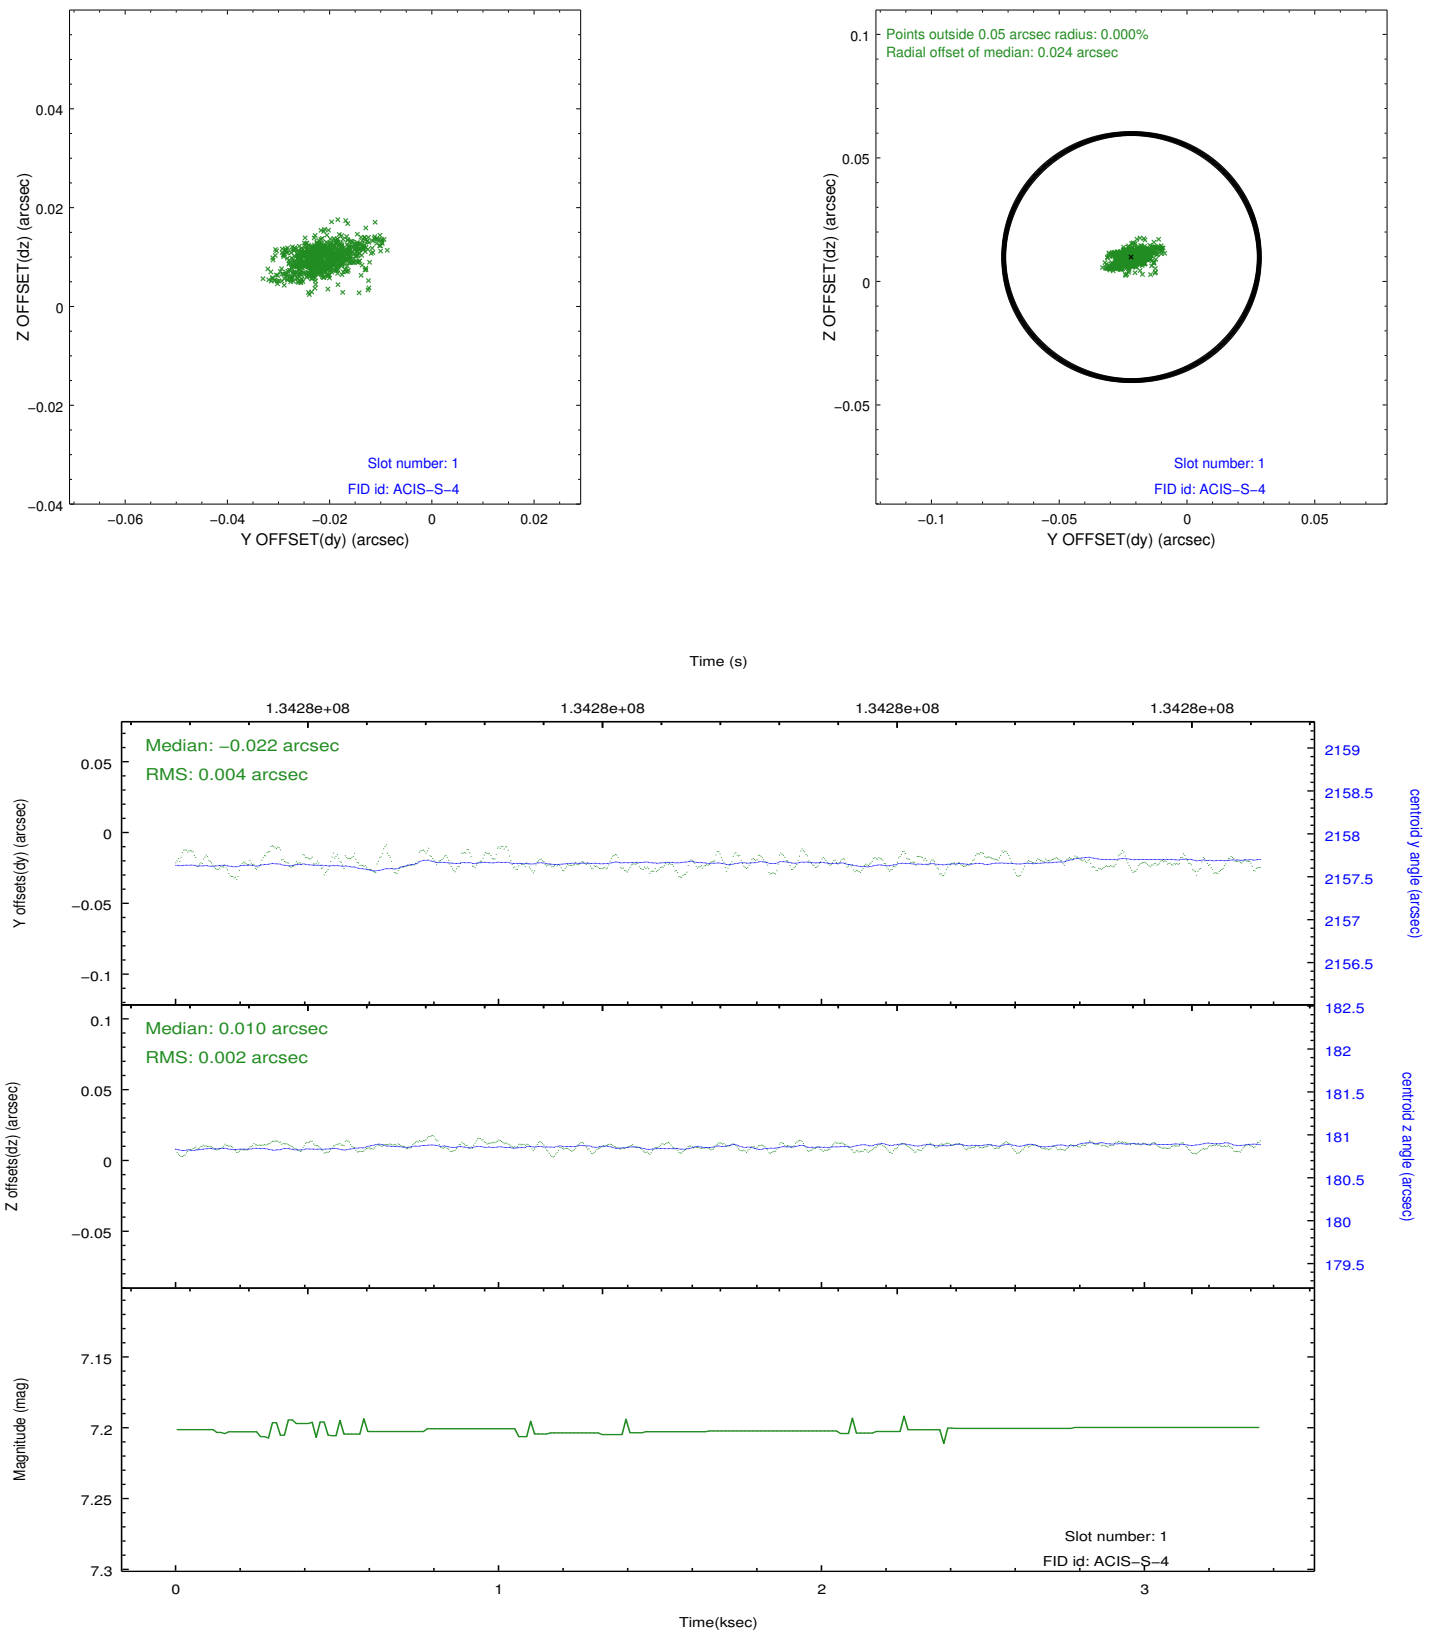 0.04
0.02
0
−0.02
−0.04
Z OFFSET(dz) (arcsec)
Slot number: 1
FID id: ACIS−S−4
−0.06
−0.04
−0.02
0
0.02
Y OFFSET(dy) (arcsec)
Points outside 0.05 arcsec radius: 0.000%
Radial offset of median: 0.024 arcsec
0.1
0.05
0
−0.05
Z OFFSET(dz) (arcsec)
Slot number: 1
FID id: ACIS−S−4
−0.1
−0.05
0
0.05
Y OFFSET(dy) (arcsec)
Time (s)
1.3428e+08
1.3428e+08
1.3428e+08
1.3428e+08
Median: −0.022 arcsec
RMS: 0.004 arcsec
0.05
0
−0.05
−0.1
Y offsets(dy) (arcsec)
2159
2158.5
2158
2157.5
2157
2156.5
centroid y angle (arcsec)
Median: 0.010 arcsec
RMS: 0.002 arcsec
0.1
0.05
0
−0.05
Z offsets(dz) (arcsec)
182.5
182
181.5
181
180.5
180
179.5
centroid z angle (arcsec)
7.15
7.2
7.25
7.3
Magnitude (mag)
Slot number: 1
FID id: ACIS−S−4
0
1
2
3
Time(ksec)